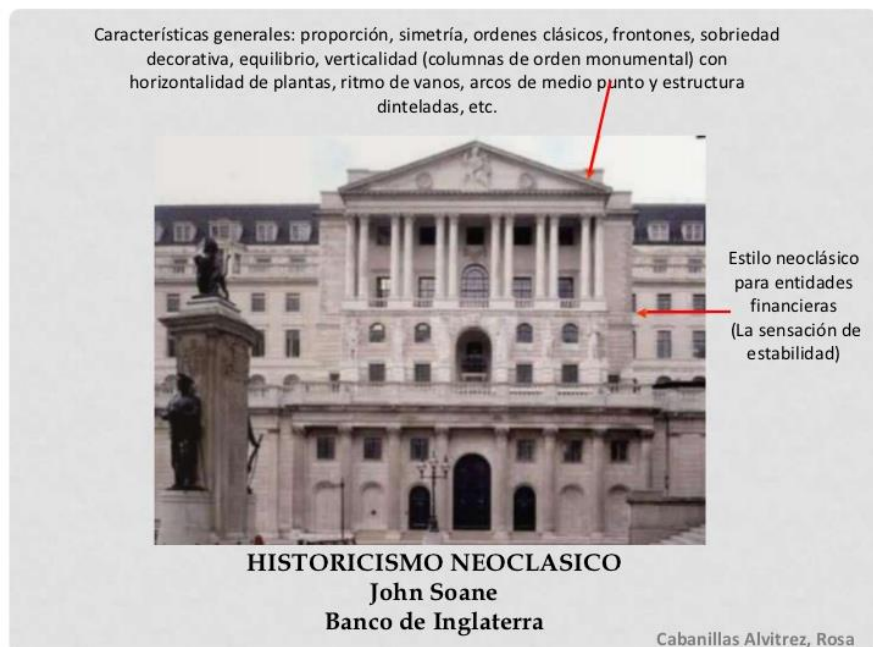 Características generales: proporción, simetría, ordenes clásicos, frontones, sobriedad
decorativa, equilibrio, verticalidad (columnas de orden monumental) con
horizontalidad de plantas, ritmo de vanos, arcos de medio punto y estructura
dinteladas, etc.
Estilo neoclásico
para entidades
financieras
(La sensación de
estabilidad)
HISTORICISMO NEOCLASICO
John Soane
Banco de Inglaterra
Cabanillas Alvitrez, Rosa